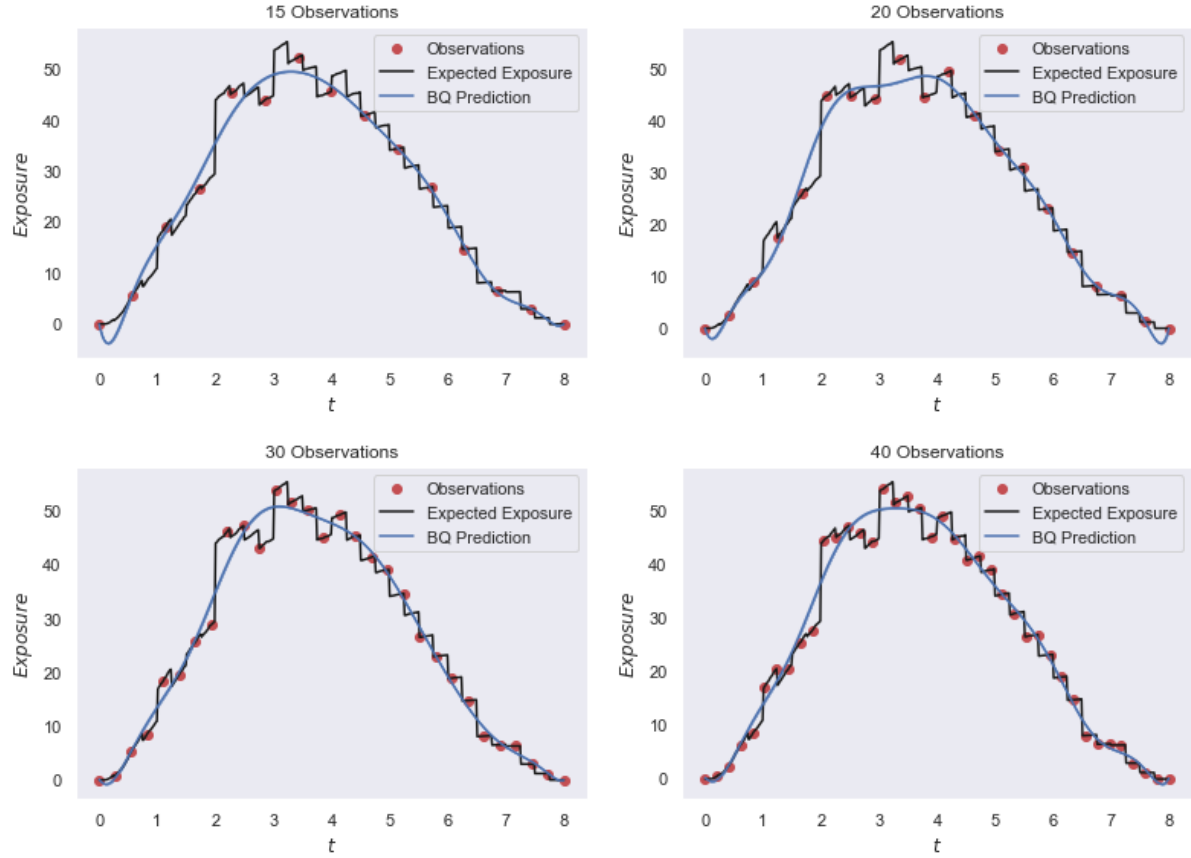 15 Observations
Exposure
50
40
30
20
10
0
Observations
Expected Exposure
BQ Prediction
0 1 2 3 4 5 6 7 8
t
20 Observations
Exposure
50
40
30
20
10
0
Observations
Expected Exposure
BQ Prediction
0 1 2 3 4 5 6 7 8
t
30 Observations
Exposure
50
40
30
20
10
0
Observations
Expected Exposure
BQ Prediction
0 1 2 3 4 5 6 7 8
t
40 Observations
Exposure
50
40
30
20
10
0
Observations
Expected Exposure
BQ Prediction
0 1 2 3 4 5 6 7 8
t